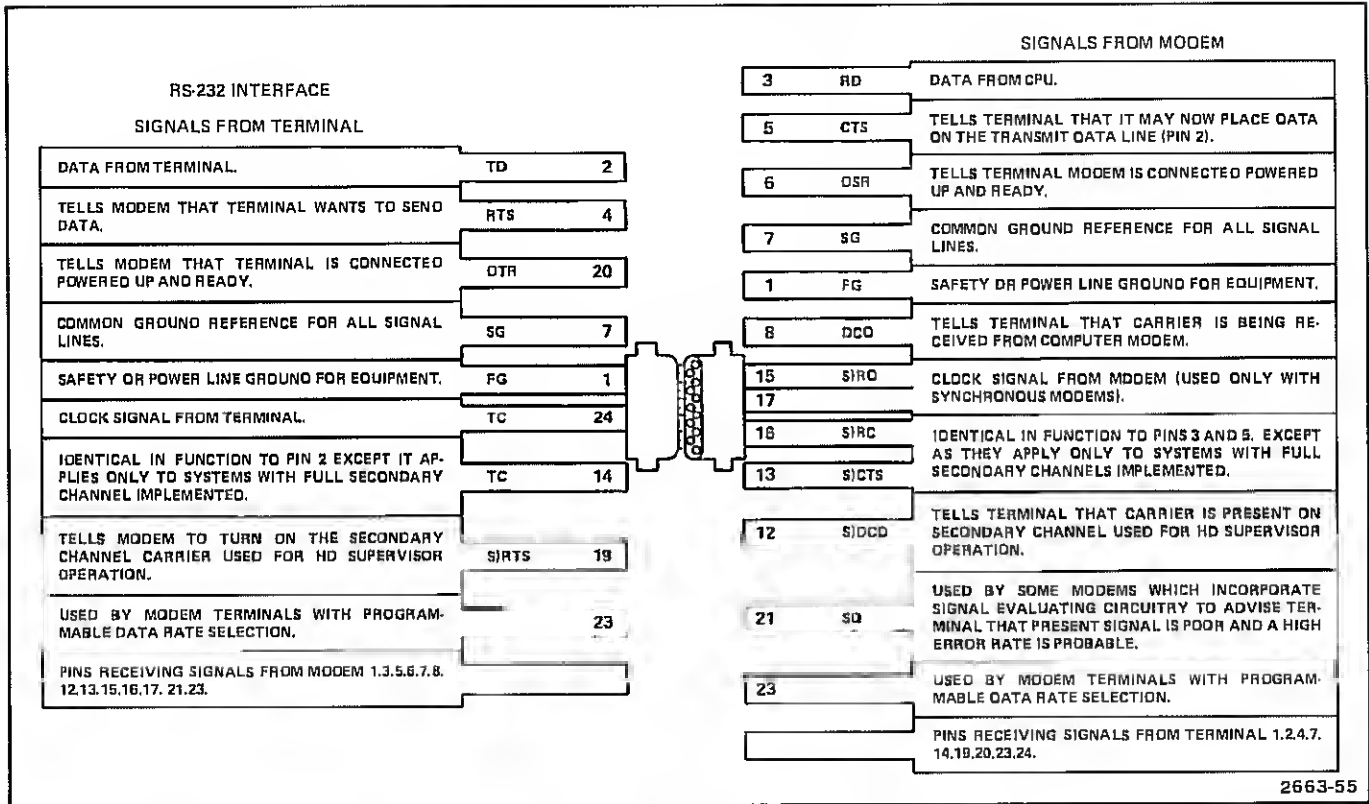 RS-232 INTERFACE
SIGNALS FROM TERMINAL
DATA FROM TERMINAL. TD 2
TELLS MODEM THAT TERMINAL WANTS TO SEND
DATA. RTS 4
TELLS MODEM THAT TERMINAL IS CONNECTED
POWERED UP AND READY. DTR 20
COMMON GROUND REFERENCE FOR ALL SIGNAL
LINES. SG 7
SAFETY OR POWER LINE GROUND FOR EQUIPMENT. FG 1
CLOCK SIGNAL FROM TERMINAL. TC 24
IDENTICAL IN FUNCTION TO PIN 2 EXCEPT IT AP-
PLIES ONLY TO SYSTEMS WITH FULL SECONDARY
CHANNEL IMPLEMENTED. TC 14
TELLS MODEM TO TURN ON THE SECONDARY
CHANNEL CARRIER USED FOR HD SUPERVISOR
OPERATION. S)RTS 19
USED BY MODEM TERMINALS WITH PROGRAM-
MABLE DATA RATE SELECTION. 23
PINS RECEIVING SIGNALS FROM MODEM 1.3.5.6.7.8.
12.13.15.16.17. 21.23.
SIGNALS FROM MODEM
3 RD DATA FROM CPU.
5 CTS TELLS TERMINAL THAT IT MAY NOW PLACE DATA
ON THE TRANSMIT DATA LINE (PIN 2).
6 DSR TELLS TERMINAL MODEM IS CONNECTED POWERED
UP AND READY.
7 SG COMMON GROUND REFERENCE FOR ALL SIGNAL
LINES.
1 FG SAFETY OR POWER LINE GROUND FOR EQUIPMENT.
8 DCO TELLS TERMINAL THAT CARRIER IS BEING RE-
CEIVED FROM COMPUTER MODEM.
15 S)RD CLOCK SIGNAL FROM MODEM (USED ONLY WITH
17 SYNCHRONOUS MODEMS).
16 S)RC IDENTICAL IN FUNCTION TO PINS 3 AND 5, EXCEPT
AS THEY APPLY ONLY TO SYSTEMS WITH FULL
13 S)CTS SECONDARY CHANNELS IMPLEMENTED.
TELLS TERMINAL THAT CARRIER IS PRESENT ON
12 S)DCD SECONDARY CHANNEL USED FOR HD SUPERVISOR
OPERATION.
USED BY SOME MODEMS WHICH INCORPORATE
SIGNAL EVALUATING CIRCUITRY TO ADVISE TER-
21 SQ MINAL THAT PRESENT SIGNAL IS POOR AND A HIGH
ERROR RATE IS PROBABLE.
23 USED BY MODEM TERMINALS WITH PROGRAM-
MABLE DATA RATE SELECTION.
PINS RECEIVING SIGNALS FROM TERMINAL 1.2.4.7.
14.19.20.23.24.
2663-55